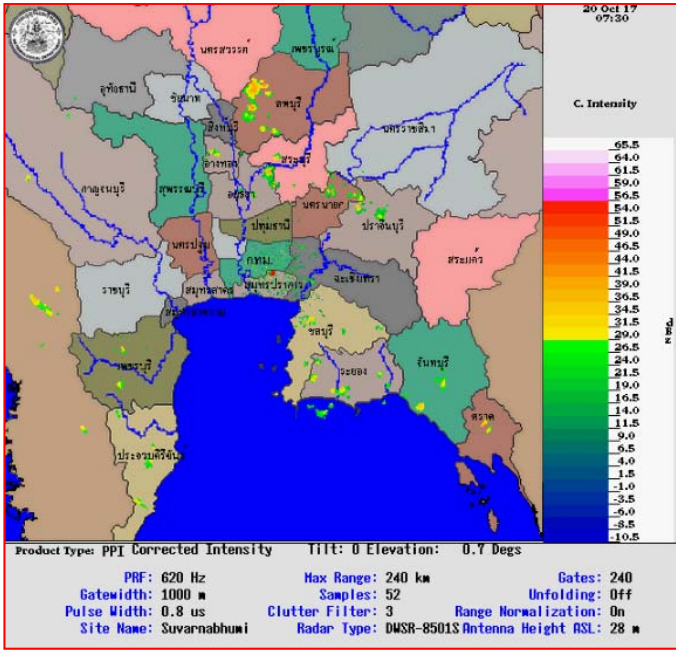 20 Oct 17
07:30
C. Intensity
65.5
64.0
61.5
59.0
56.5
54.0
51.5
49.0
46.5
44.0
41.5
39.0
36.5
34.0
31.5
29.0
26.5
24.0
21.5
19.0
16.5
14.0
11.5
9.0
6.5
4.0
1.5
-1.0
-3.5
-6.0
-8.5
-10.5
นครสวรรค์
เพชรบูรณ์
อุทัยธานี
ชัยนาท
ลพบุรี
สิงห์บุรี
นครราชสีมา
อ่างทอง
สระบุรี
กาญจนบุรี
สุพรรณบุรี
อยุธยา
นครนายก
ปราจีนบุรี
ปทุมธานี
นครปฐม
กทม.
สระแก้ว
ราชบุรี
สมุทรสาคร
สมุทรปราการ
ฉะเชิงเทรา
ชลบุรี
เพชรบุรี
ระยอง
จันทบุรี
ตราด
ประจวบคีรีขันธ์
Product Type: PPI Corrected Intensity Tilt: 0 Elevation: 0.7 Degs
PRF: 620 Hz Max Range: 240 km Gates: 240
Gatewidth: 1000 m Samples: 52 Unfolding: Off
Pulse Width: 0.8 us Clutter Filter: 3 Range Normalization: On
Site Name: Suvarnabhumi Radar Type: DWSR-8501S Antenna Height ASL: 28 m